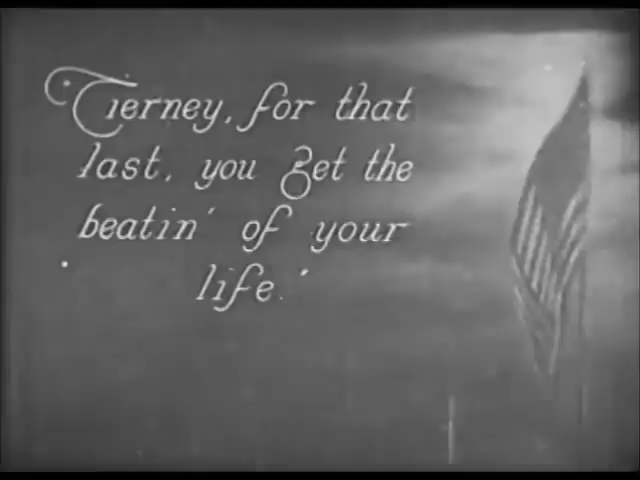 Tierney, for that
last, you get the
beatin' of your
life.'